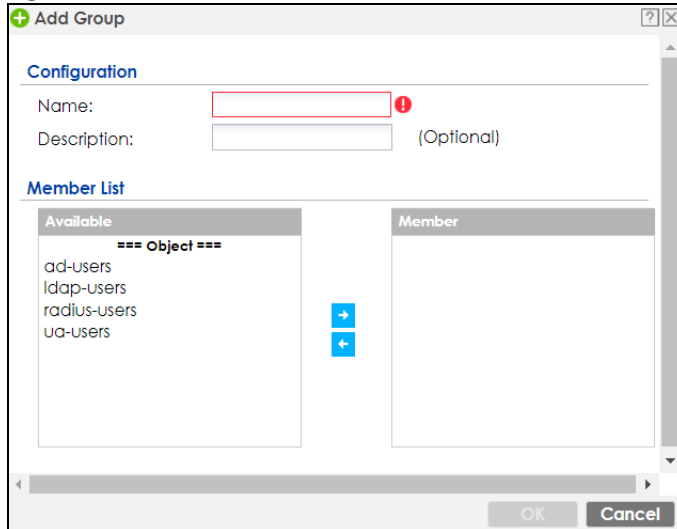 Add Group
Configuration
Name:
Description: (Optional)
Member List
Available Member
=== Object ===
ad-users
ldap-users
radius-users
ua-users
OK Cancel